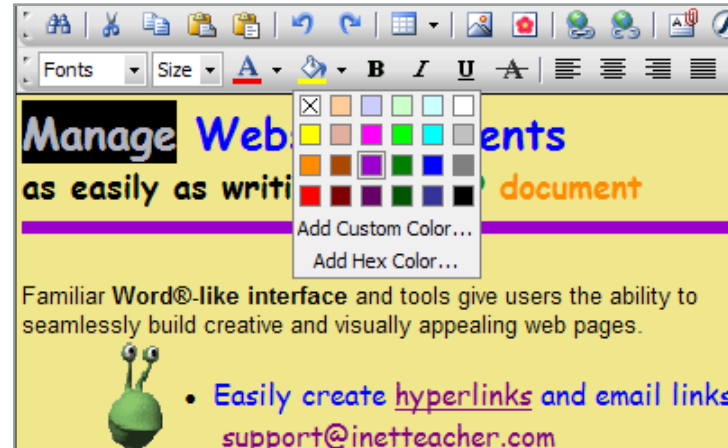 Fonts Size A B I U A
Manage Web ents
as easily as writi document
Add Custom Color...
Add Hex Color...
Familiar Word®-like interface and tools give users the ability to
seamlessly build creative and visually appealing web pages.
• Easily create hyperlinks and email links
support@inetteacher.com